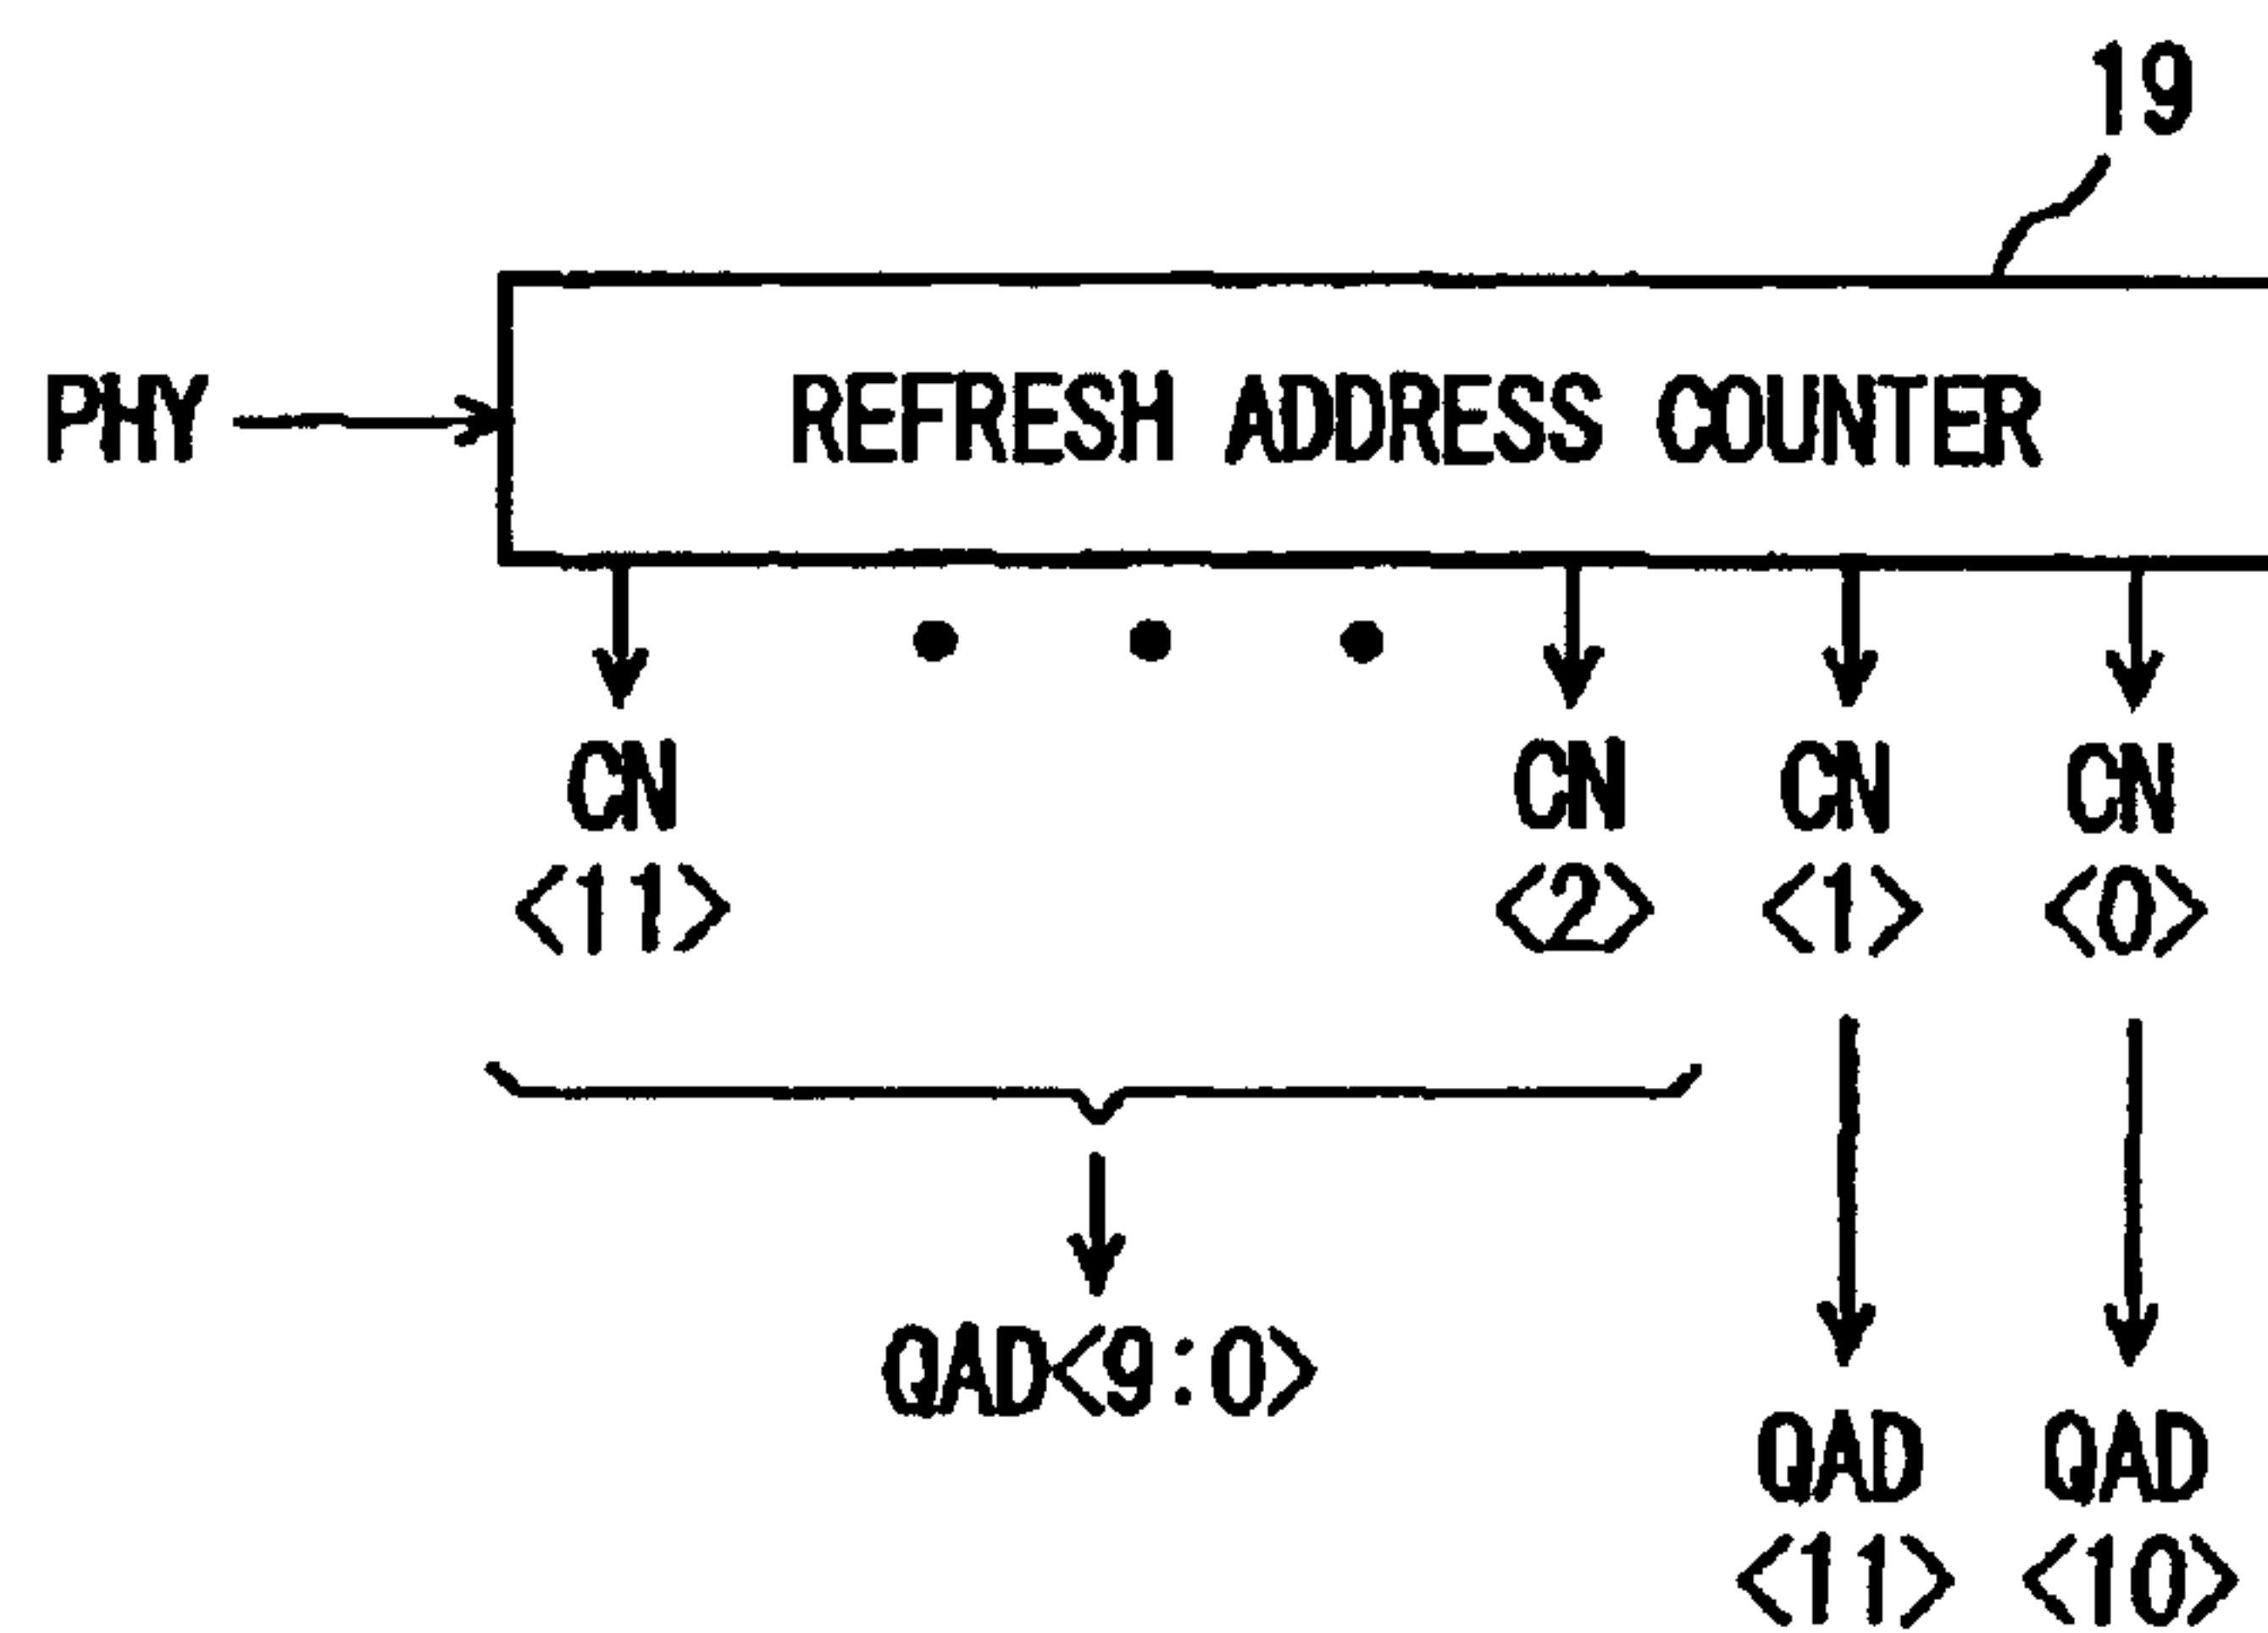 19
PHY
REFRESH ADDRESS COUNTER
CN CN CN CN
<11> <2> <1> <0>
QAD<9:0>
QAD QAD
<11> <10>